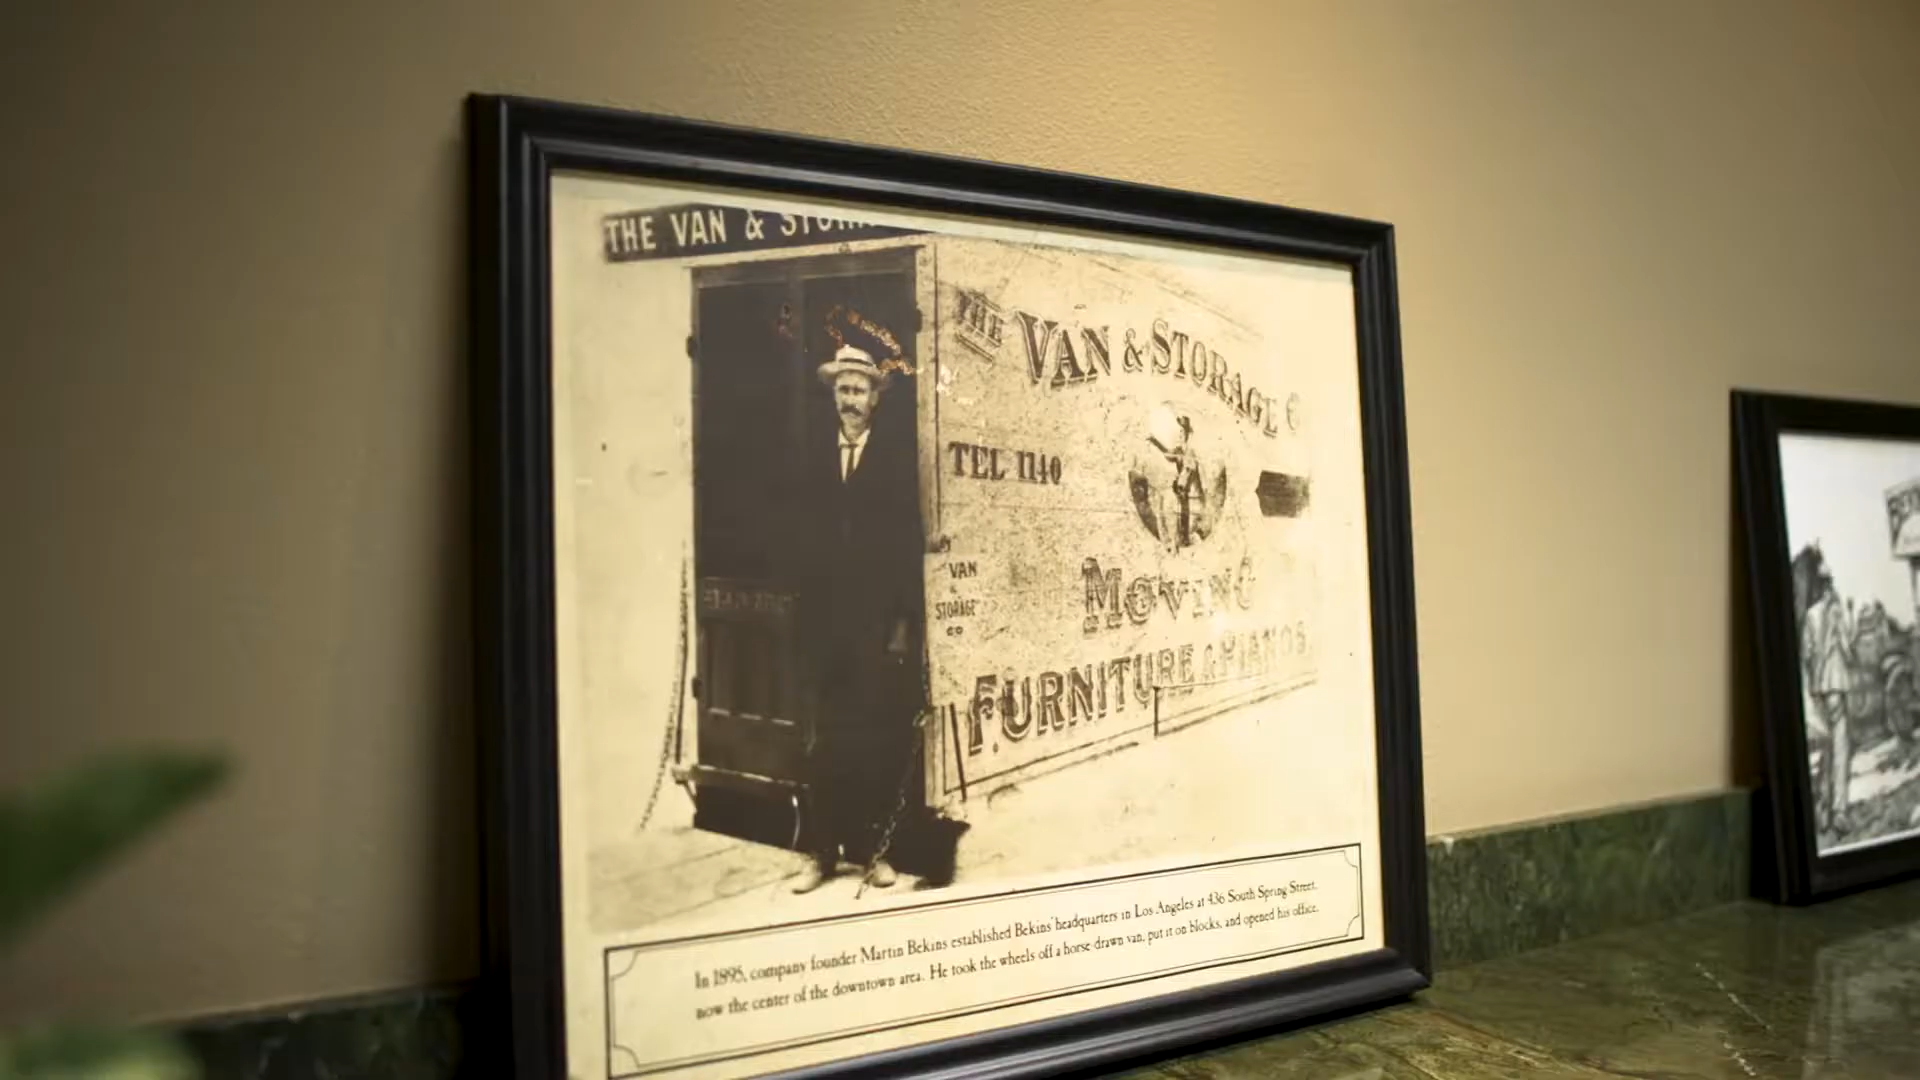 THE VAN & STORA
THE VAN & STORAGE C
TEL 1140
VAN
&
STORAGE
CO
MOVING
FURNITURE & PIANOS.
In 1895, company founder Martin Bekins established Bekins' headquarters in Los Angeles at 436 South Spring Street,
now the center of the downtown area. He took the wheels off a horse-drawn van, put it on blocks, and opened his office.